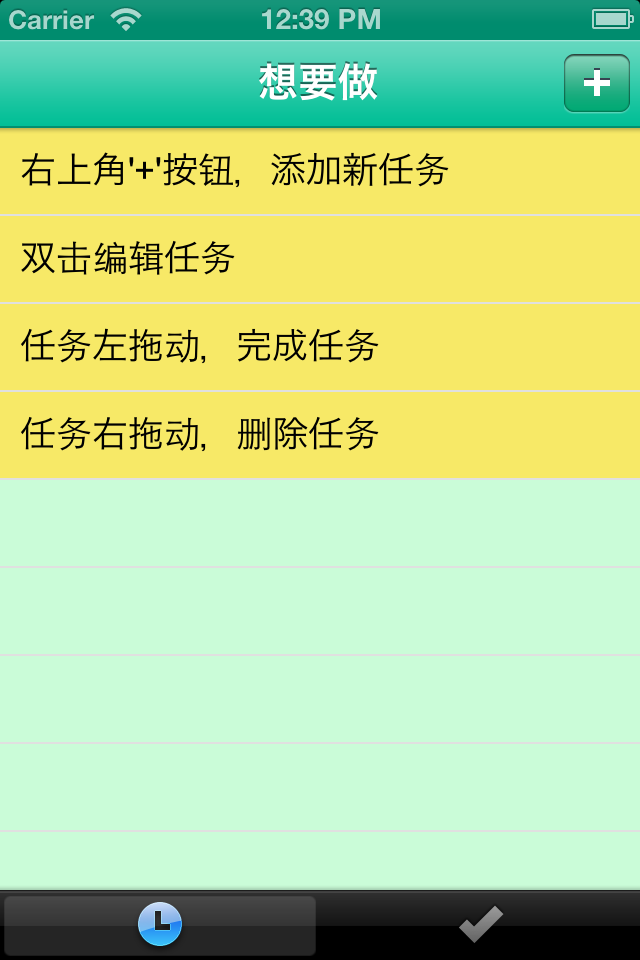 Carrier 12:39 PM
想要做
右上角'+'按钮，添加新任务
双击编辑任务
任务左拖动，完成任务
任务右拖动，删除任务